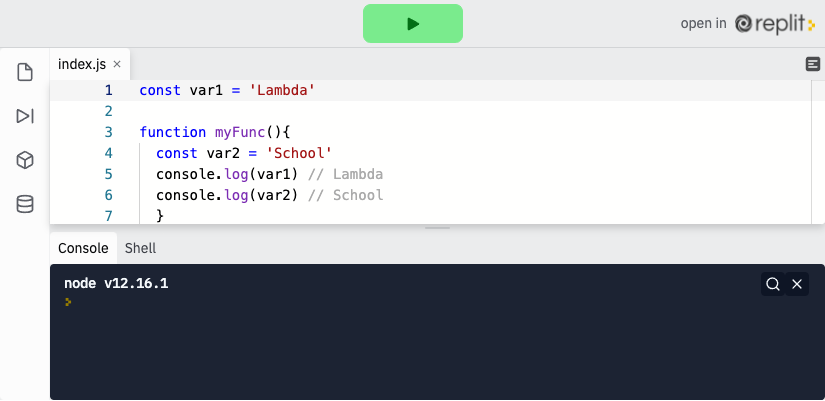 open in replit
index.js ×
1 const var1 = 'Lambda'
2
3 function myFunc(){
4   const var2 = 'School'
5   console.log(var1) // Lambda
6   console.log(var2) // School
7   }
Console Shell
node v12.16.1